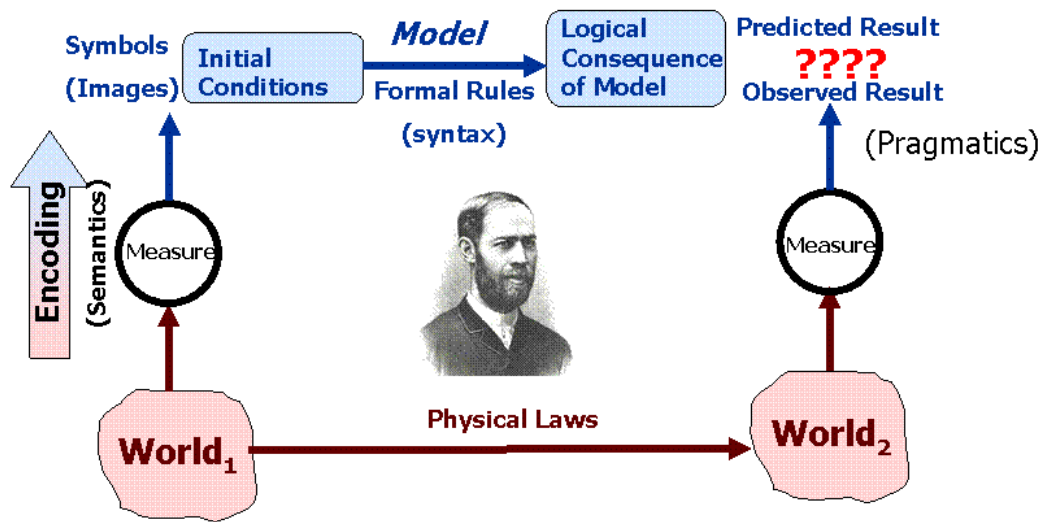 Symbols
(Images)
Initial
Conditions
Model
Formal Rules
(syntax)
Logical
Consequence
of Model
Predicted Result
????
Observed Result
(Pragmatics)
Encoding
(Semantics)
Measure
Measure
Physical Laws
World₁
World₂